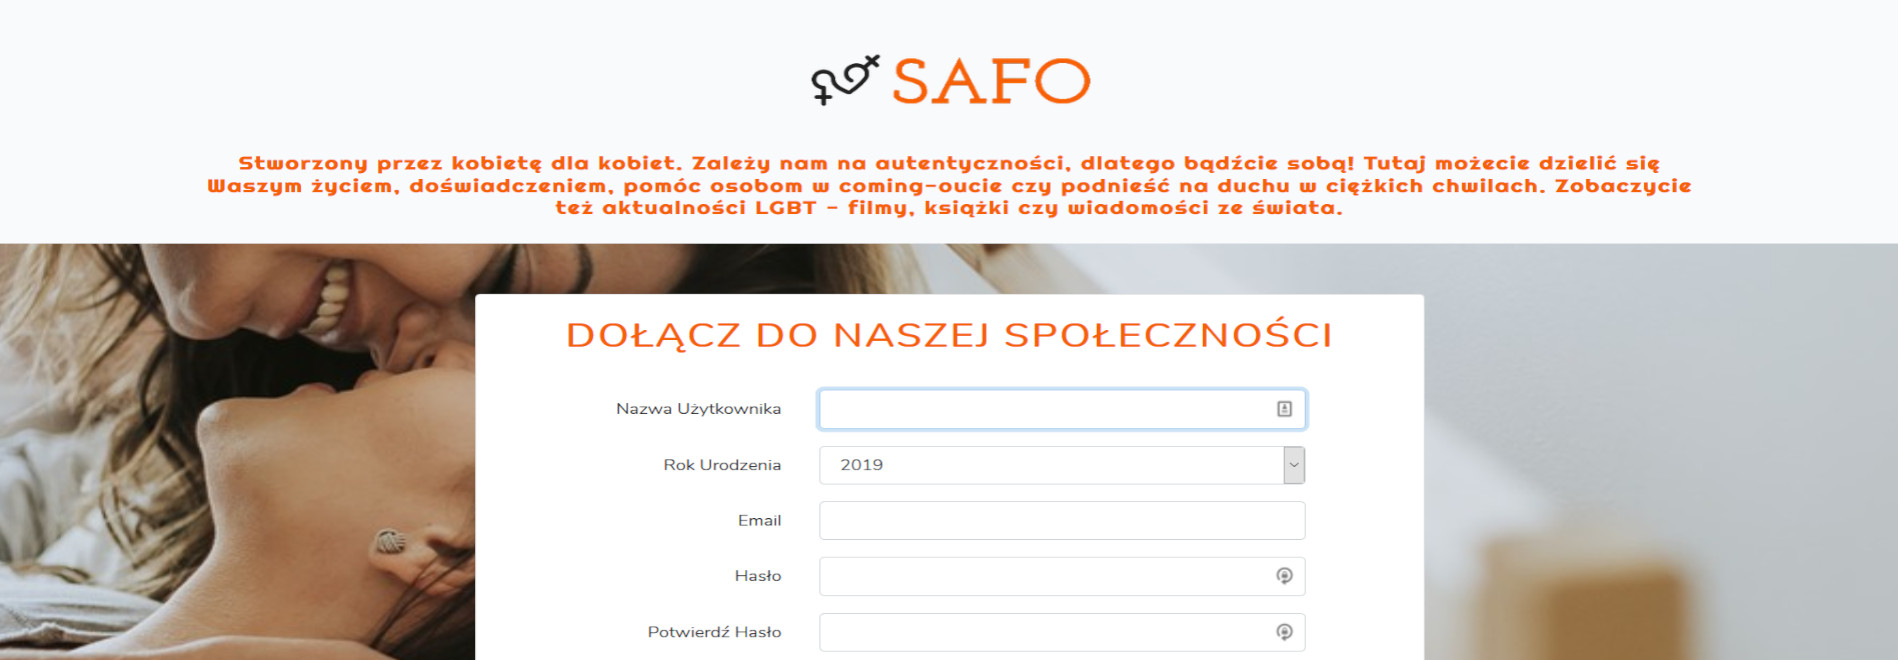 SAFO
Stworzony przez kobietę dla kobiet. Zależy nam na autentyczności, dlatego bądźcie sobą! Tutaj możecie dzielić się
Waszym życiem, doświadczeniem, pomóc osobom w coming-oucie czy podnieść na duchu w ciężkich chwilach. Zobaczycie
też aktualności LGBT - filmy, książki czy wiadomości ze świata.
DOŁĄCZ DO NASZEJ SPOŁECZNOŚCI
Nazwa Użytkownika
Rok Urodzenia 2019
Email
Hasło
Potwierdź Hasło